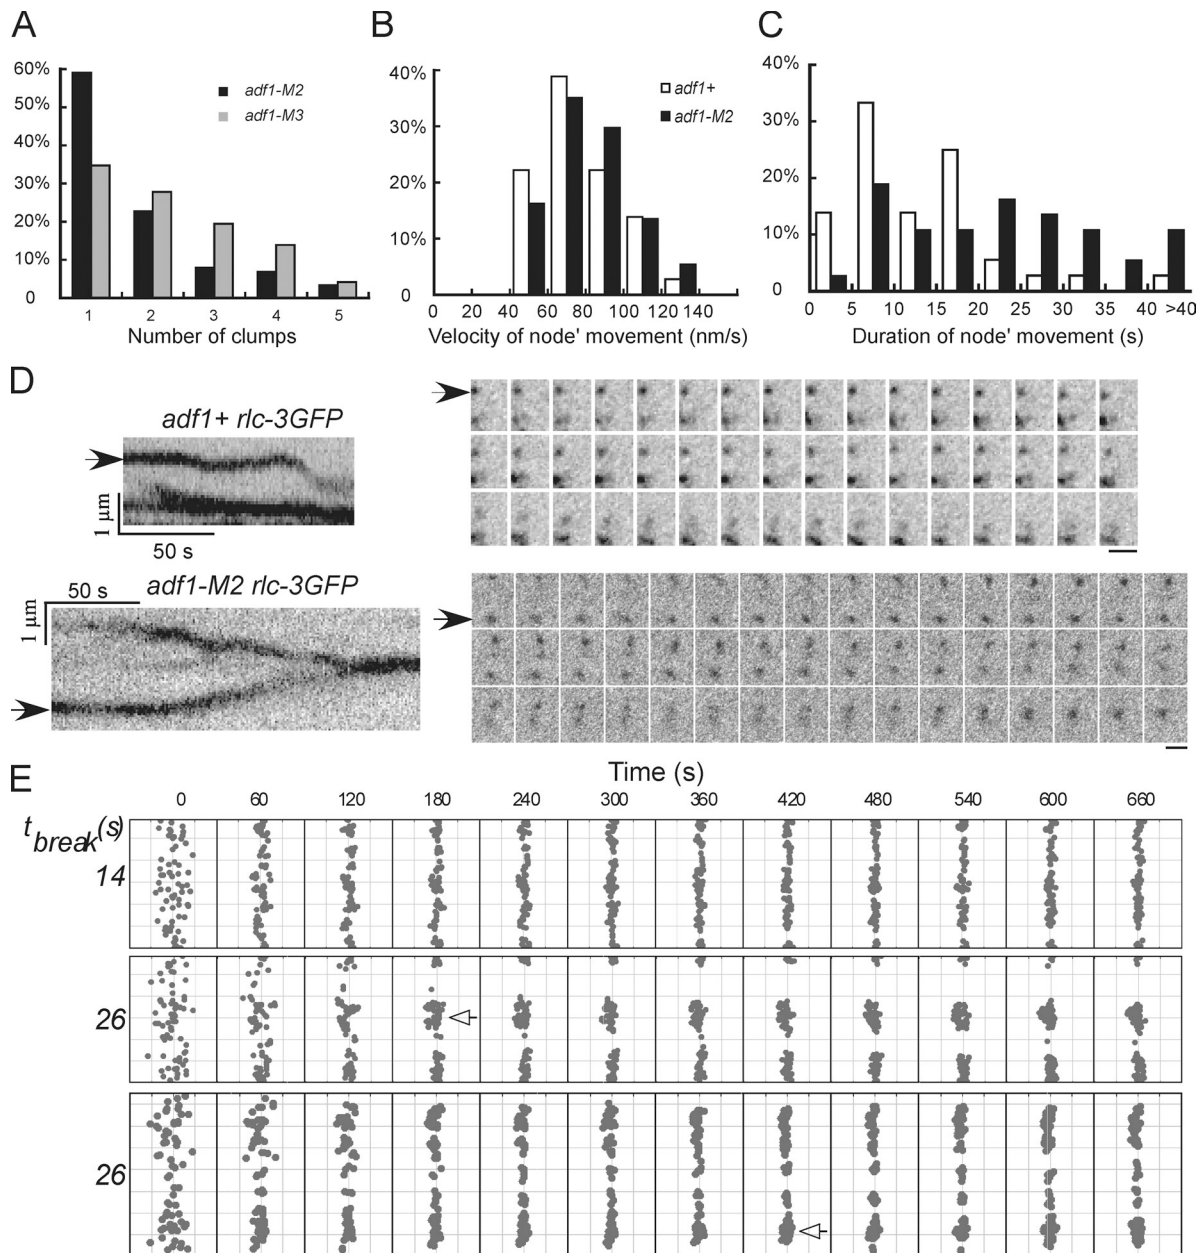 A
60%
50%
40%
30%
20%
10%
0
adf1-M2
adf1-M3
1 2 3 4 5
Number of clumps
B
40%
30%
20%
10%
0
adf1+
adf1-M2
0 20 40 60 80 100 120 140
Velocity of node' movement (nm/s)
C
40%
30%
20%
10%
0
0 5 10 15 20 25 30 35 40 >40
Duration of node' movement (s)
D
adf1+ rlc-3GFP
1 μm
50 s
adf1-M2 rlc-3GFP
50 s
1 μm
E
Time (s)
0 60 120 180 240 300 360 420 480 540 600 660
t break (s)
14
26
26